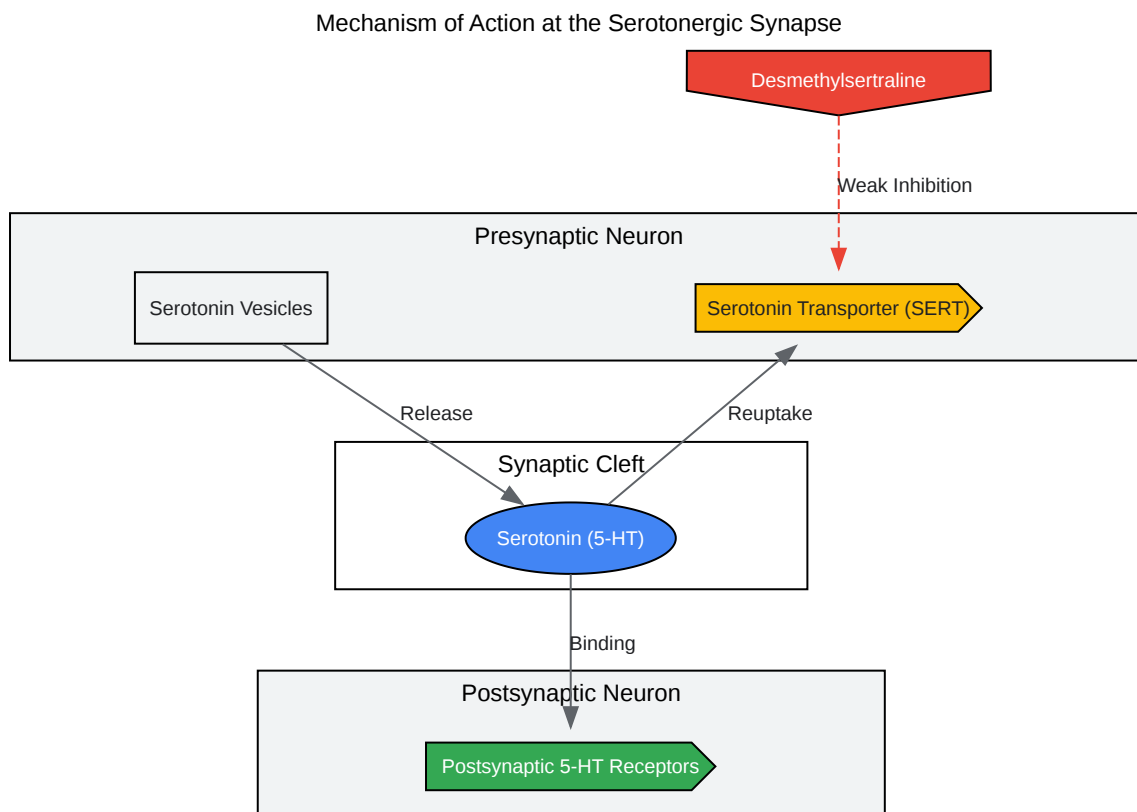 Mechanism of Action at the Serotonergic Synapse
Desmethylsertraline
Weak Inhibition
Presynaptic Neuron
Serotonin Vesicles
Serotonin Transporter (SERT)
Release
Reuptake
Synaptic Cleft
Serotonin (5-HT)
Binding
Postsynaptic Neuron
Postsynaptic 5-HT Receptors